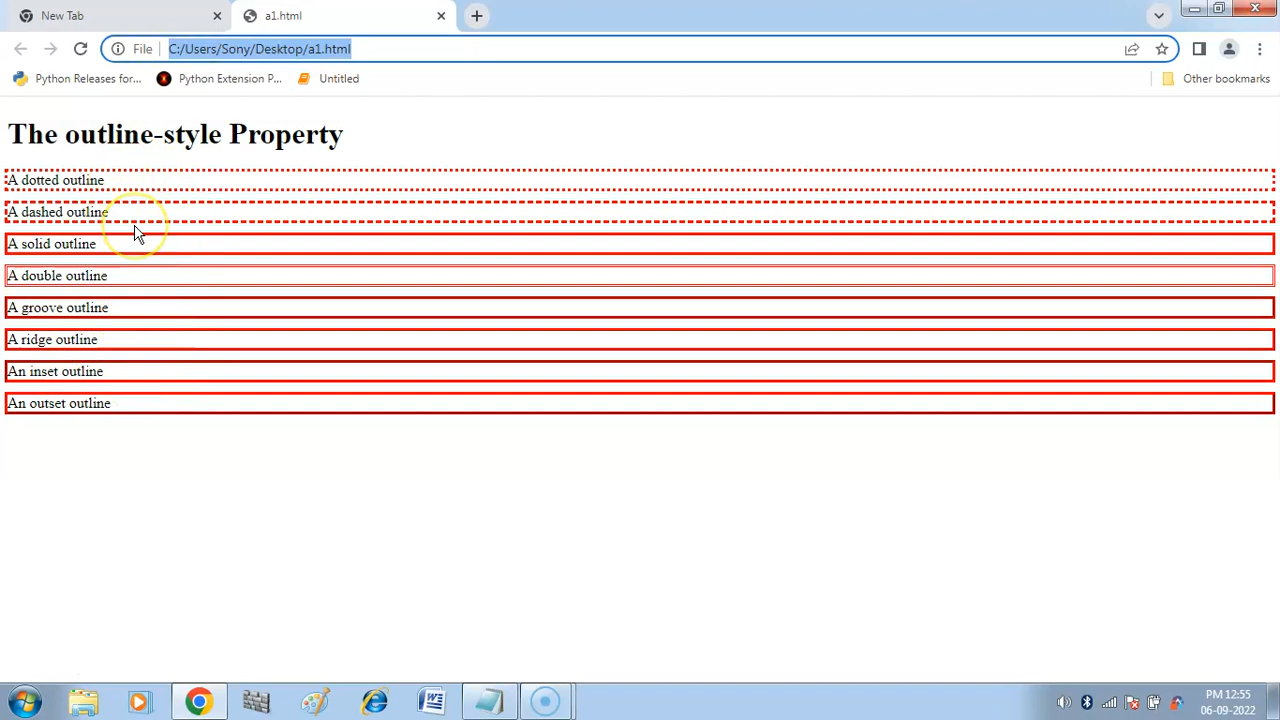 New Tab
a1.html
File
C:/Users/Sony/Desktop/a1.html
Python Releases for...
Python Extension P...
Untitled
Other bookmarks
The outline-style Property
A dotted outline
A dashed outline
A solid outline
A double outline
A groove outline
A ridge outline
An inset outline
An outset outline
PM 12:55
06-09-2022